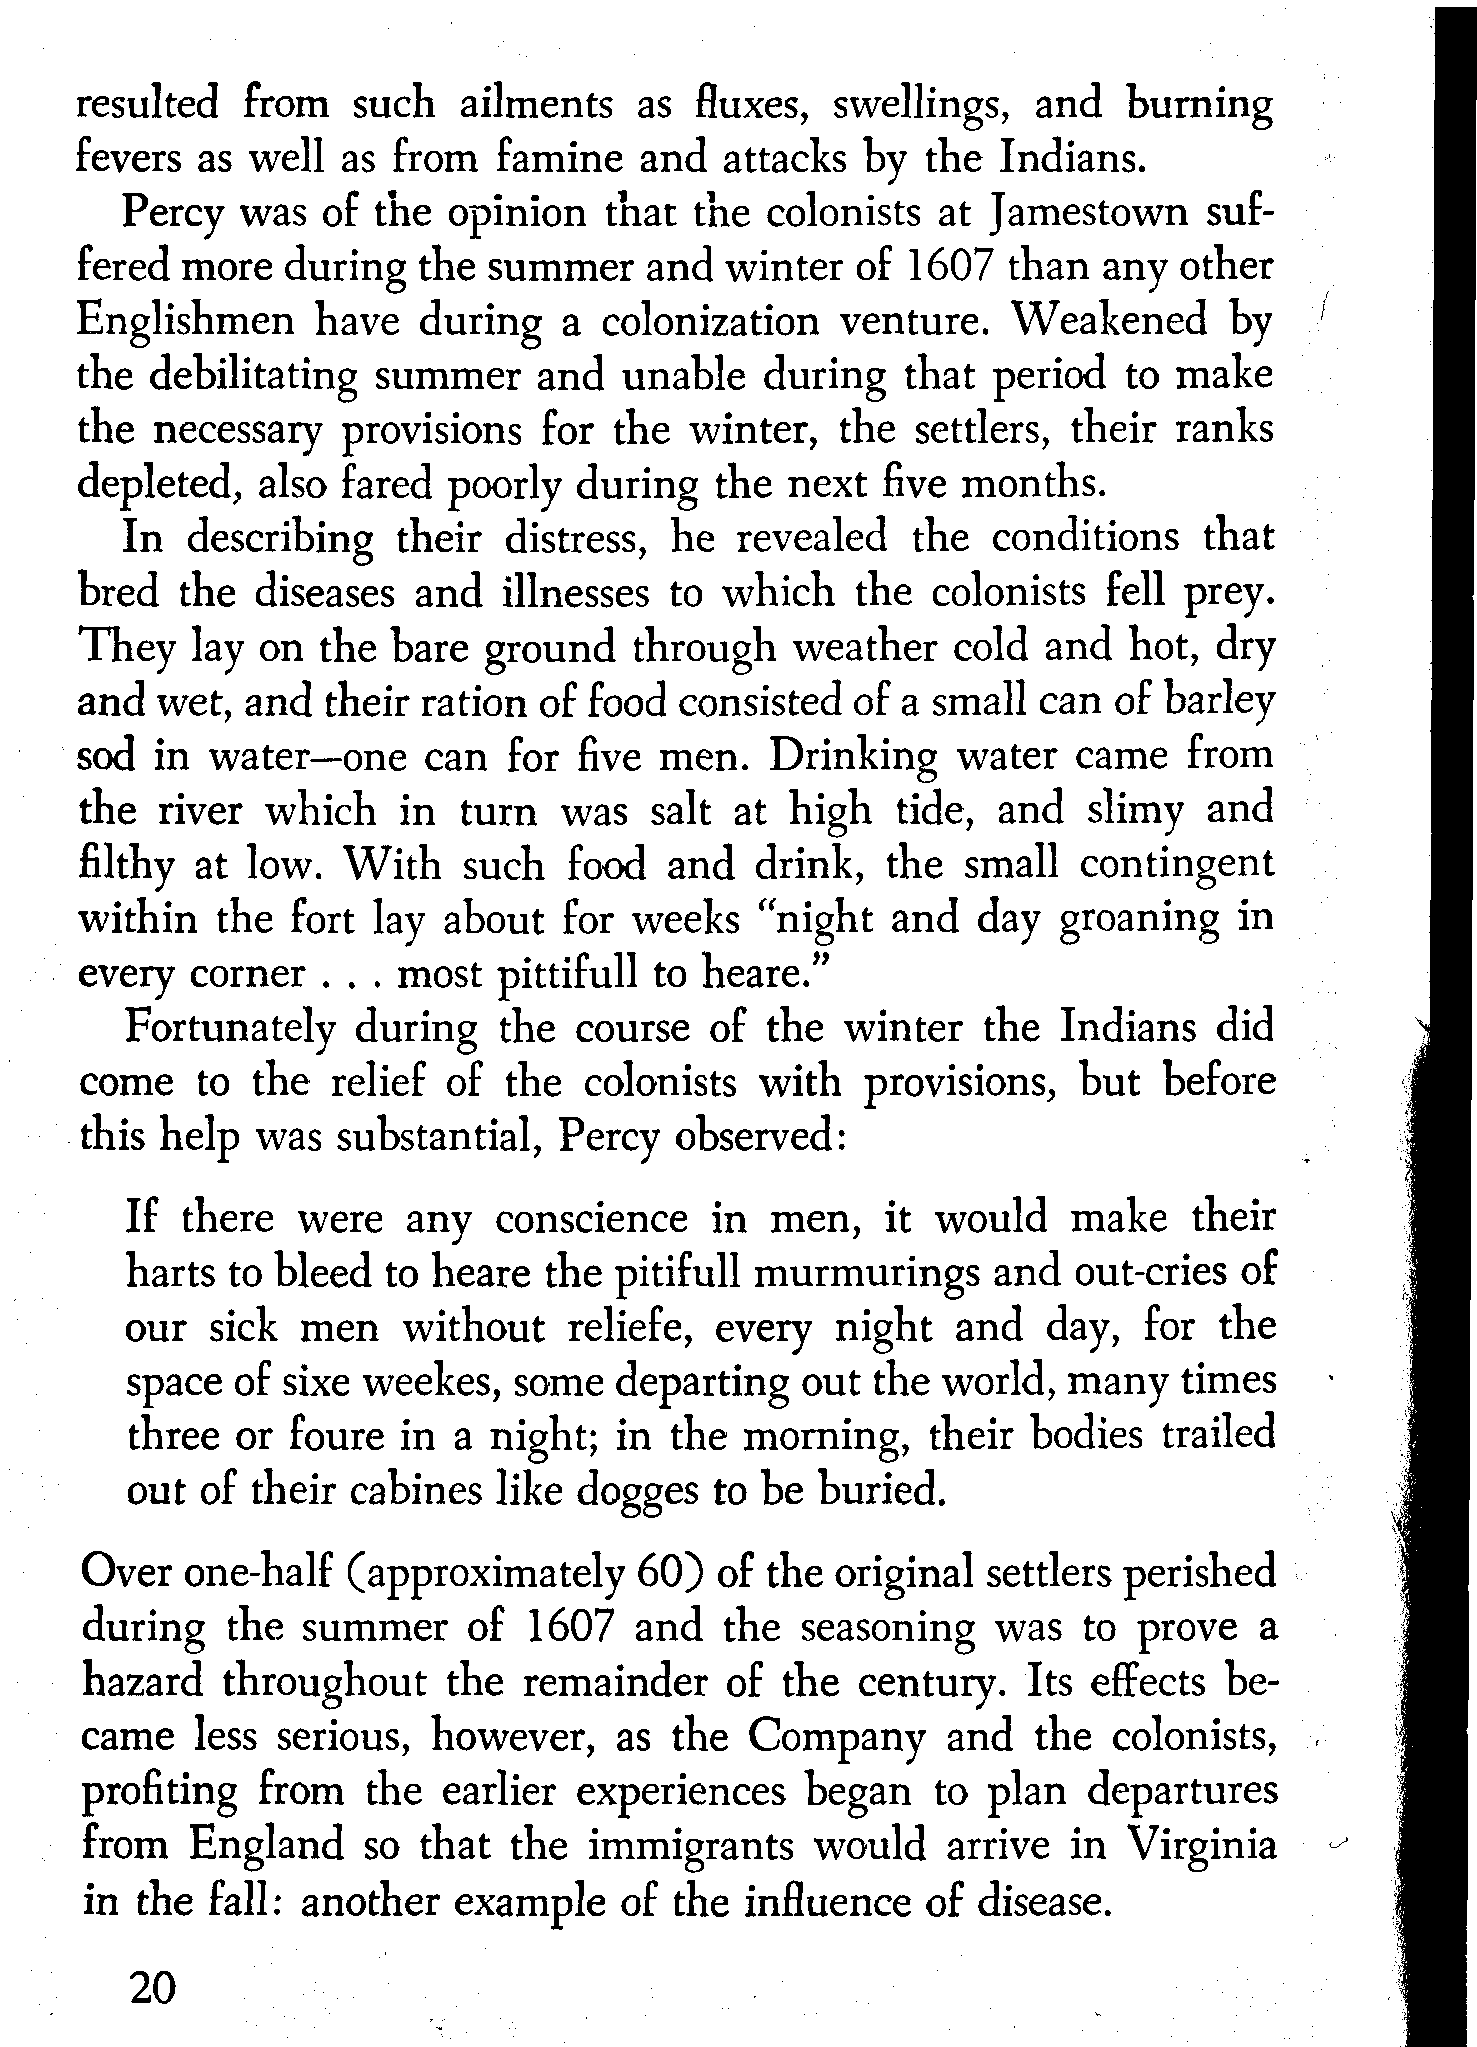 resulted from such ailments as fluxes, swellings, and burning
fevers as well as from famine and attacks by the Indians.
Percy was of the opinion that the colonists at Jamestown suf-
fered more during the summer and winter of 1607 than any other
Englishmen have during a colonization venture. Weakened by
the debilitating summer and unable during that period to make
the necessary provisions for the winter, the settlers, their ranks
depleted, also fared poorly during the next five months.
In describing their distress, he revealed the conditions that
bred the diseases and illnesses to which the colonists fell prey.
They lay on the bare ground through weather cold and hot, dry
and wet, and their ration of food consisted of a small can of barley
sod in water—one can for five men. Drinking water came from
the river which in turn was salt at high tide, and slimy and
filthy at low. With such food and drink, the small contingent
within the fort lay about for weeks "night and day groaning in
every corner . . . most pittifull to heare."
Fortunately during the course of the winter the Indians did
come to the relief of the colonists with provisions, but before
this help was substantial, Percy observed:
If there were any conscience in men, it would make their
harts to bleed to heare the pitifull murmurings and out-cries of
our sick men without reliefe, every night and day, for the
space of sixe weekes, some departing out the world, many times
three or foure in a night; in the morning, their bodies trailed
out of their cabines like dogges to be buried.
Over one-half (approximately 60) of the original settlers perished
during the summer of 1607 and the seasoning was to prove a
hazard throughout the remainder of the century. Its effects be-
came less serious, however, as the Company and the colonists,
profiting from the earlier experiences began to plan departures
from England so that the immigrants would arrive in Virginia
in the fall: another example of the influence of disease.
20